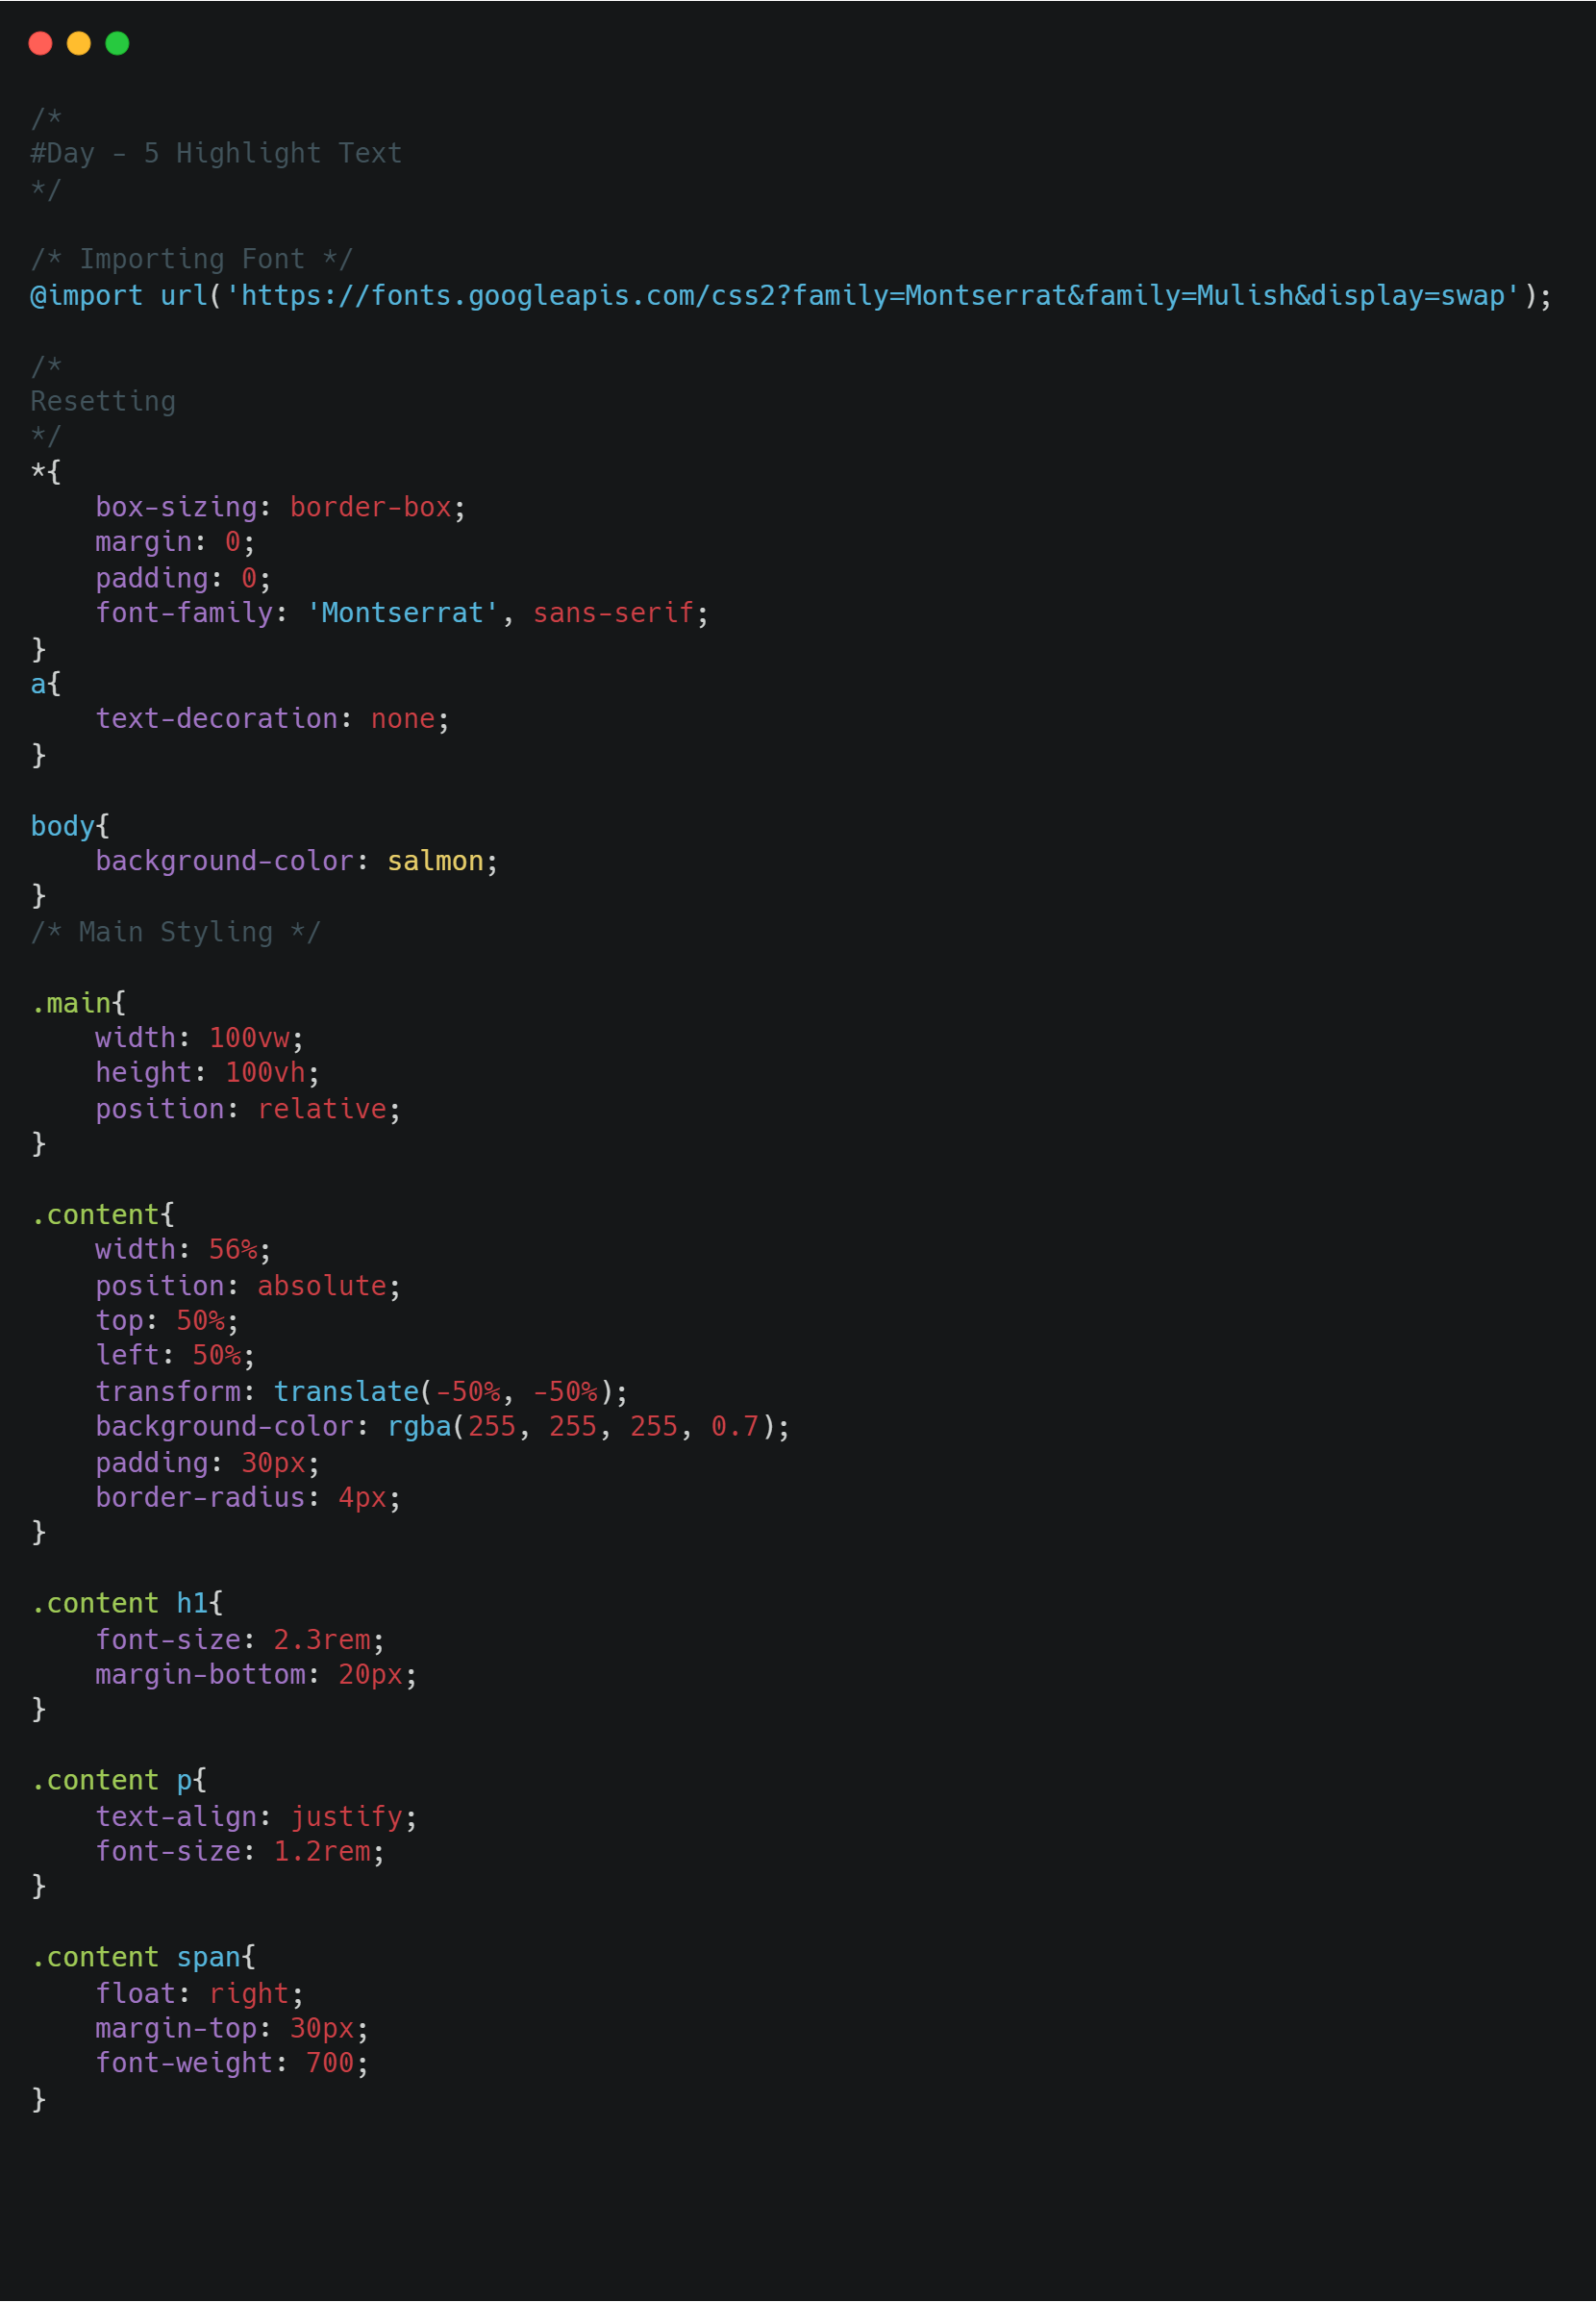 /*
#Day - 5 Highlight Text
*/

/* Importing Font */
@import url('https://fonts.googleapis.com/css2?family=Montserrat&family=Mulish&display=swap');

/*
Resetting
*/
*{
    box-sizing: border-box;
    margin: 0;
    padding: 0;
    font-family: 'Montserrat', sans-serif;
}
a{
    text-decoration: none;
}

body{
    background-color: salmon;
}
/* Main Styling */

.main{
    width: 100vw;
    height: 100vh;
    position: relative;
}

.content{
    width: 56%;
    position: absolute;
    top: 50%;
    left: 50%;
    transform: translate(-50%, -50%);
    background-color: rgba(255, 255, 255, 0.7);
    padding: 30px;
    border-radius: 4px;
}

.content h1{
    font-size: 2.3rem;
    margin-bottom: 20px;
}

.content p{
    text-align: justify;
    font-size: 1.2rem;
}

.content span{
    float: right;
    margin-top: 30px;
    font-weight: 700;
}